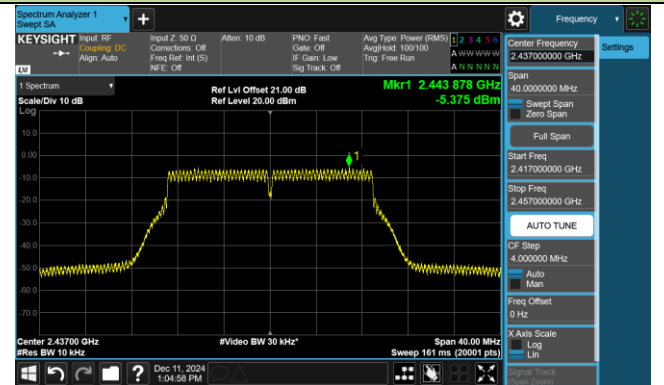 Spectrum Analyzer 1
Swept SA
Frequency
KEYSIGHT
Input: RF
Coupling: DC
Align: Auto
Input Z: 50 Ω
Corrections: Off
Freq Ref: Int (S)
NFE: Off
Atten: 10 dB
PNO: Fast
Gate: Off
IF Gain: Low
Sig Track: Off
Avg Type: Power (RMS)
Avg|Hold: 100/100
Trig: Free Run
1 2 3 4 5 6
A W W W W W
A N N N N N
LXI
1 Spectrum
Scale/Div 10 dB
Ref Lvl Offset 21.00 dB
Ref Level 20.00 dBm
Mkr1 2.443 878 GHz
-5.375 dBm
Log
10.0
0.00
-10.0
-20.0
-30.0
-40.0
-50.0
-60.0
-70.0
1
Center 2.43700 GHz
#Res BW 10 kHz
#Video BW 30 kHz*
Span 40.00 MHz
Sweep 161 ms (20001 pts)
Dec 11, 2024
1:04:58 PM
Center Frequency
2.437000000 GHz
Settings
Span
40.0000000 MHz
Swept Span
Zero Span
Full Span
Start Freq
2.417000000 GHz
Stop Freq
2.457000000 GHz
AUTO TUNE
CF Step
4.000000 MHz
Auto
Man
Freq Offset
0 Hz
X Axis Scale
Log
Lin
Signal Track
(Span Zoom)